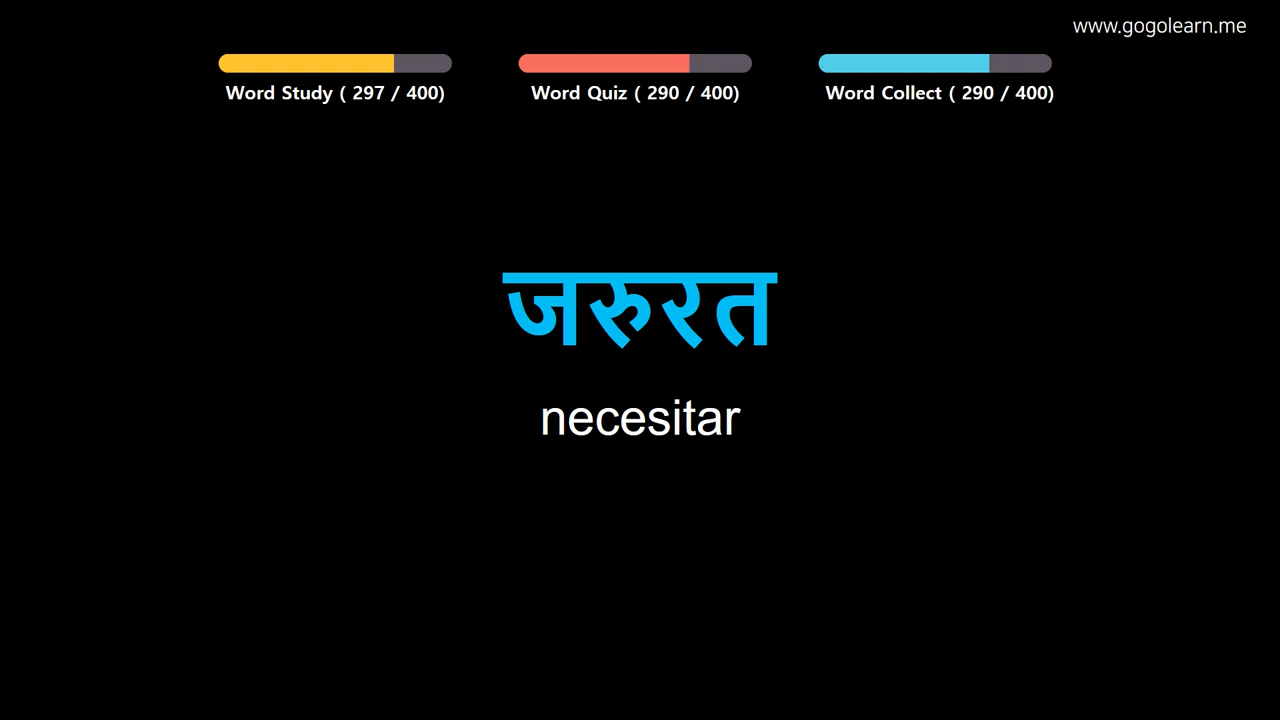 www.gogolearn.me
Word Study ( 297 / 400)
Word Quiz ( 290 / 400)
Word Collect ( 290 / 400)
जरुरत
necesitar